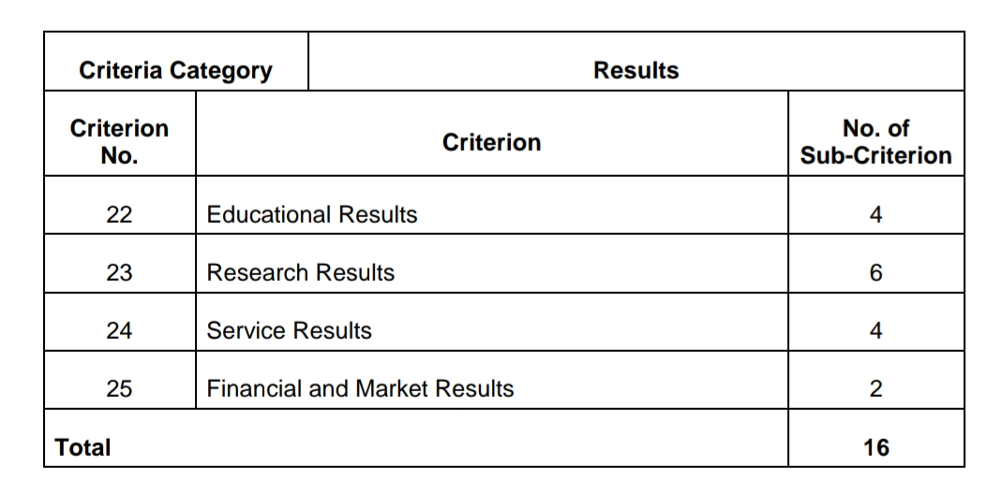 Criteria Category Results
Criterion No. Criterion No. of Sub-Criterion
22 Educational Results 4
23 Research Results 6
24 Service Results 4
25 Financial and Market Results 2
Total 16